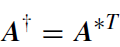 A† = A*T